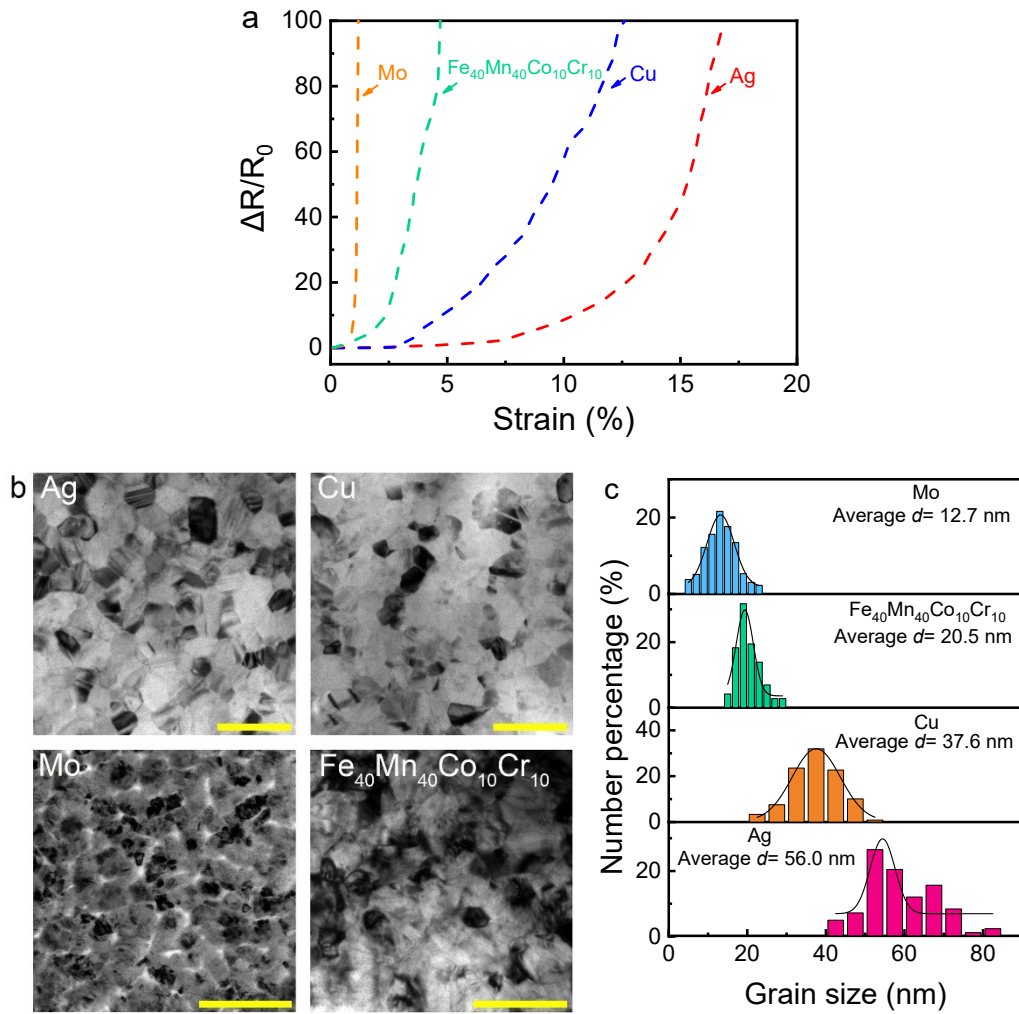 a
100
80
60
40
20
0
ΔR/R₀
Mo
Fe₄₀Mn₄₀Co₁₀Cr₁₀
Cu
Ag
0
5
10
15
20
Strain (%)
b
Ag
Cu
Mo
Fe₄₀Mn₄₀Co₁₀Cr₁₀
c
Number percentage (%)
Mo
Average d= 12.7 nm
20
0
Fe₄₀Mn₄₀Co₁₀Cr₁₀
Average d= 20.5 nm
20
0
Cu
Average d= 37.6 nm
40
20
0
Ag
Average d= 56.0 nm
20
0
0
20
40
60
80
Grain size (nm)